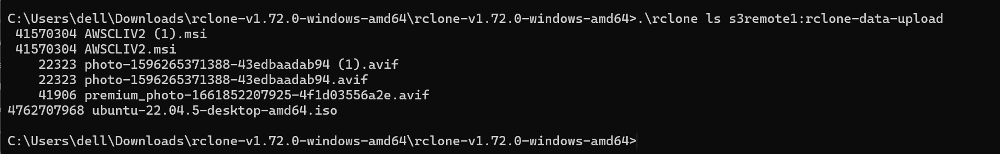 C:\Users\dell\Downloads\rclone-v1.72.0-windows-amd64\rclone-v1.72.0-windows-amd64>.\rclone ls s3remote1:rclone-data-upload
 41570304 AWSCLIV2 (1).msi
 41570304 AWSCLIV2.msi
    22323 photo-1596265371388-43edbaadab94 (1).avif
    22323 photo-1596265371388-43edbaadab94.avif
    41906 premium_photo-1661852207925-4f1d03556a2e.avif
4762707968 ubuntu-22.04.5-desktop-amd64.iso
C:\Users\dell\Downloads\rclone-v1.72.0-windows-amd64\rclone-v1.72.0-windows-amd64>